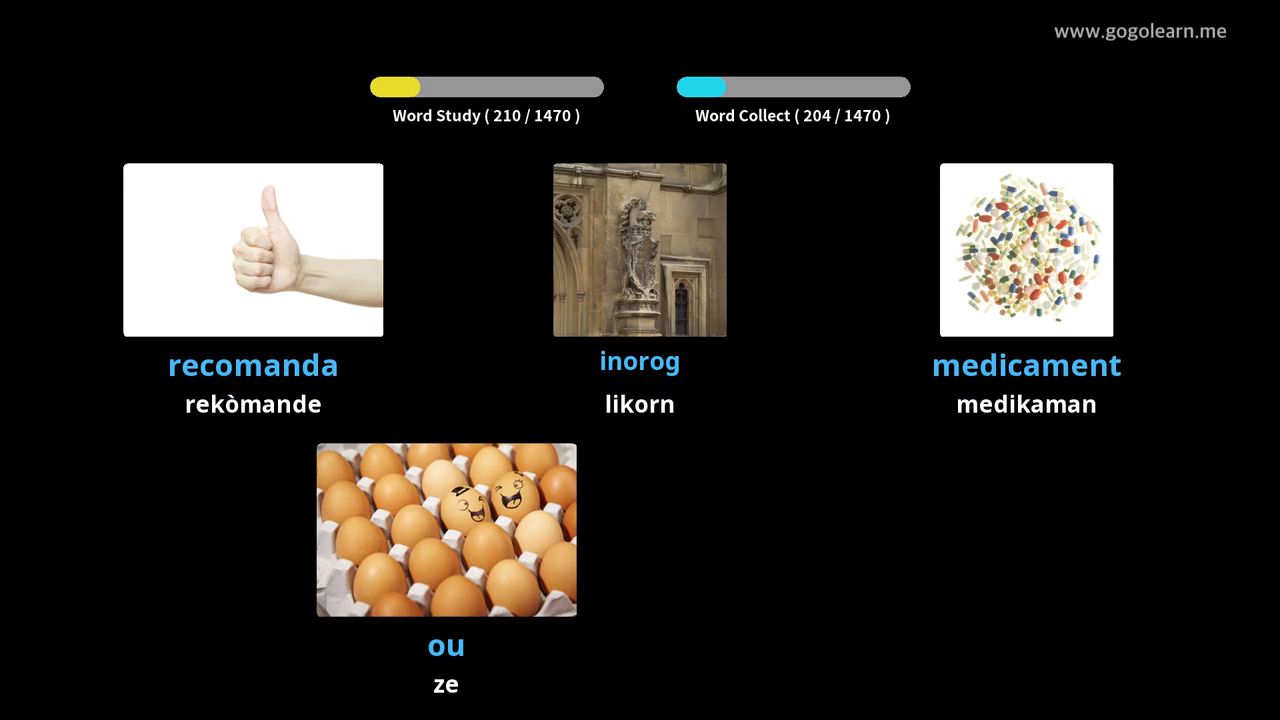 www.gogolearn.me
Word Study ( 210 / 1470 )
Word Collect ( 204 / 1470 )
recomanda
rekòmande
inorog
likorn
medicament
medikaman
ou
ze